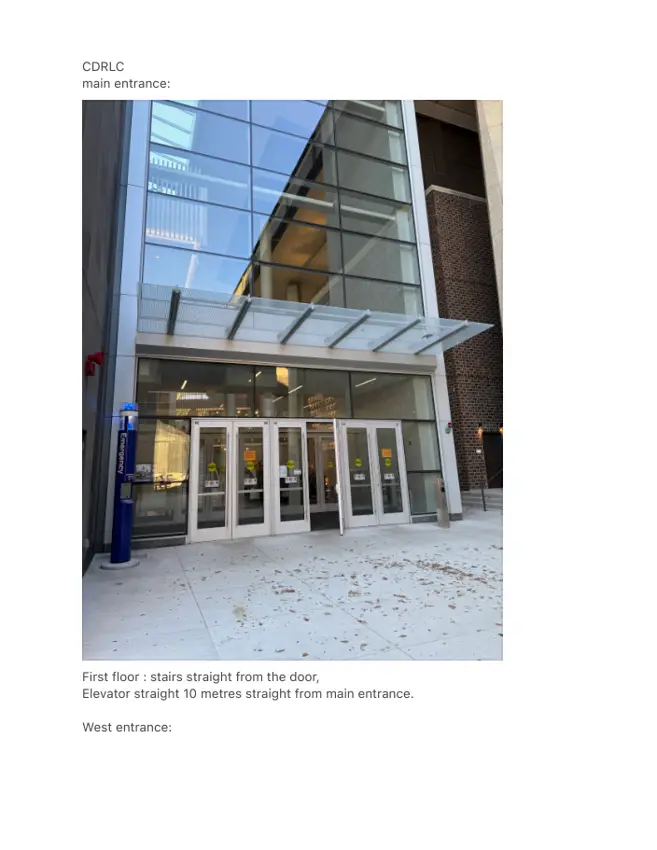 CDRLC
main entrance:
Emergency
First floor : stairs straight from the door,
Elevator straight 10 metres straight from main entrance.
West entrance: